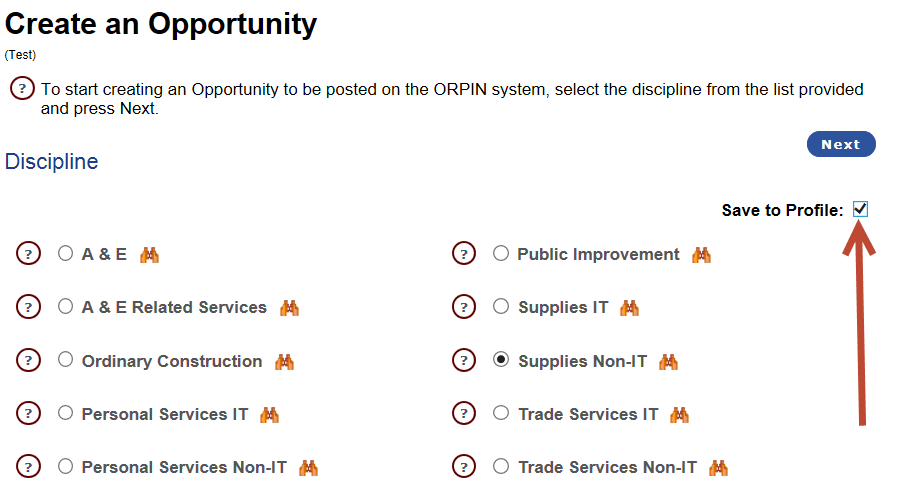 Create an Opportunity
(Test)
? To start creating an Opportunity to be posted on the ORPIN system, select the discipline from the list provided
and press Next.
Next
Discipline
Save to Profile:
? A & E
? Public Improvement
? A & E Related Services
? Supplies IT
? Ordinary Construction
? Supplies Non-IT
? Personal Services IT
? Trade Services IT
? Personal Services Non-IT
? Trade Services Non-IT